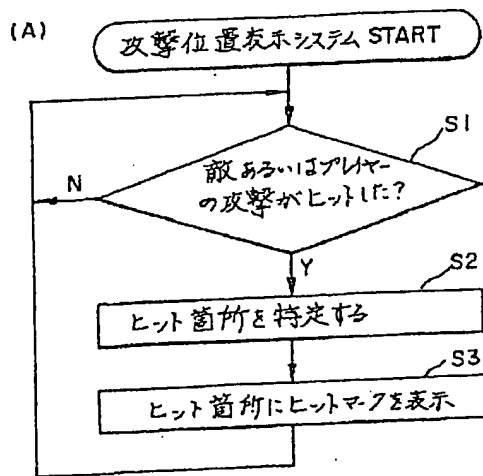 (A)
攻撃位置表示システム START
S1
敵あるいはプレイヤー
の攻撃がヒットした?
N
Y
S2
ヒット箇所を特定する
S3
ヒット箇所にヒットマークを表示